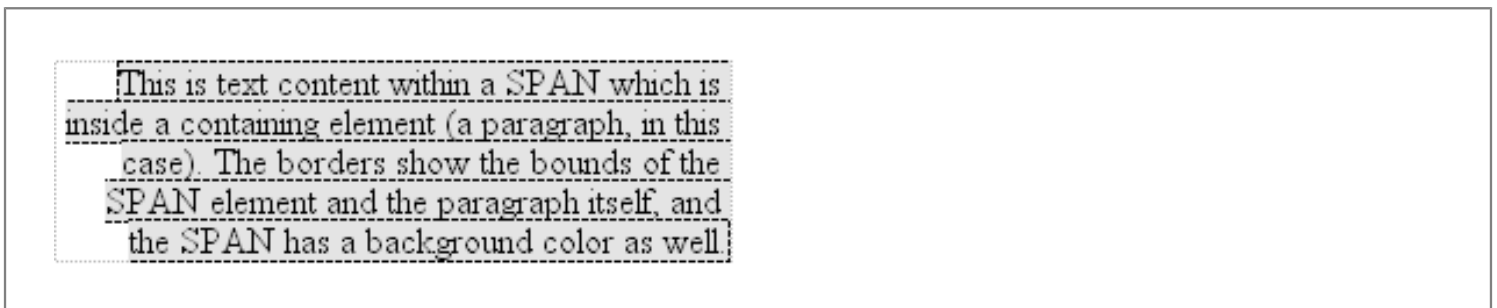 This is text content within a SPAN which is
inside a containing element (a paragraph, in this
case). The borders show the bounds of the
SPAN element and the paragraph itself, and
the SPAN has a background color as well.